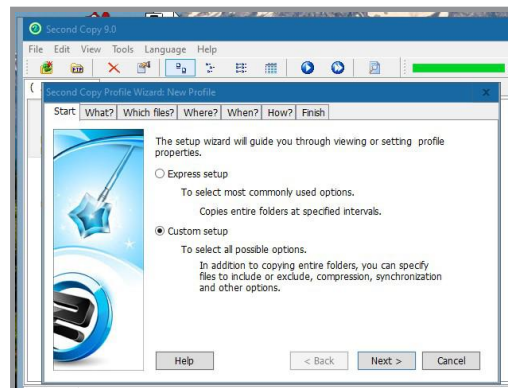 Second Copy 9.0
File Edit View Tools Language Help
FTP
Second Copy Profile Wizard: New Profile x
Start What? Which files? Where? When? How? Finish
The setup wizard will guide you through viewing or setting profile
properties.
Express setup
To select most commonly used options.
Copies entire folders at specified intervals.
Custom setup
To select all possible options.
In addition to copying entire folders, you can specify
files to include or exclude, compression, synchronization
and other options.
Help < Back Next > Cancel